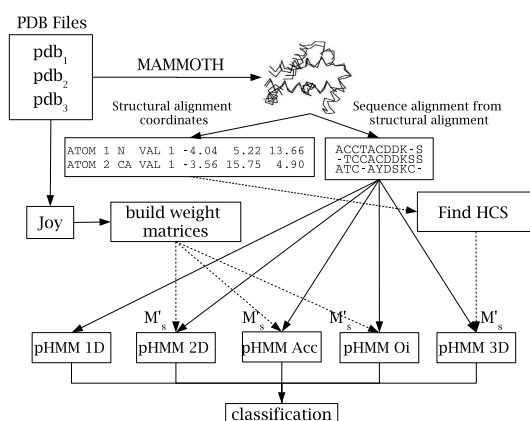 PDB Files
pdb1
pdb2
pdb3
MAMMOTH
Structural alignment
coordinates
Sequence alignment from
structural alignment
ATOM 1 N VAL 1 -4.04 5.22 13.66
ATOM 2 CA VAL 1 -3.56 15.75 4.90
ACCTACDDK-S
-TCCACDDKSS
ATC-AYDSKC-
Joy
build weight
matrices
Find HCS
M's
M's
M's
M's
pHMM 1D
pHMM 2D
pHMM Acc
pHMM Oi
pHMM 3D
classification